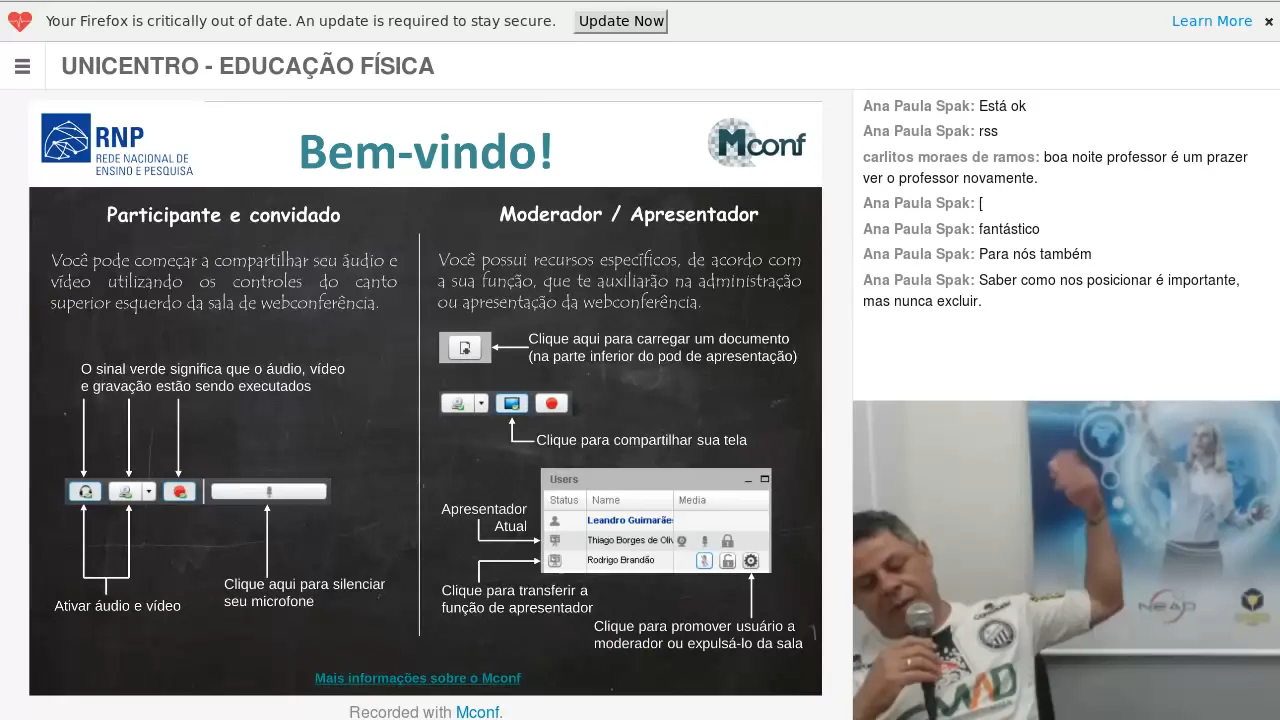 Your Firefox is critically out of date. An update is required to stay secure. Update Now Learn More ×
UNICENTRO - EDUCAÇÃO FÍSICA
RNP
REDE NACIONAL DE
ENSINO E PESQUISA
Bem-vindo!
Mconf
Participante e convidado
Você pode começar a compartilhar seu áudio e
vídeo utilizando os controles do canto
superior esquerdo da sala de webconferência.
O sinal verde significa que o áudio, vídeo
e gravação estão sendo executados
Ativar áudio e vídeo
Clique aqui para silenciar
seu microfone
Moderador / Apresentador
Você possui recursos específicos, de acordo com
a sua função, que te auxiliarão na administração
ou apresentação da webconferência.
Clique aqui para carregar um documento
(na parte inferior do pod de apresentação)
Clique para compartilhar sua tela
Users
Status Name Media
Leandro Guimarãe
Thiago Borges de Oliv
Rodrigo Brandão
Apresentador
Atual
Clique para transferir a
função de apresentador
Clique para promover usuário a
moderador ou expulsá-lo da sala
Mais informações sobre o Mconf
Recorded with Mconf.
Ana Paula Spak: Está ok
Ana Paula Spak: rss
carlitos moraes de ramos: boa noite professor é um prazer
ver o professor novamente.
Ana Paula Spak: [
Ana Paula Spak: fantástico
Ana Paula Spak: Para nós também
Ana Paula Spak: Saber como nos posicionar é importante,
mas nunca excluir.
NEAD